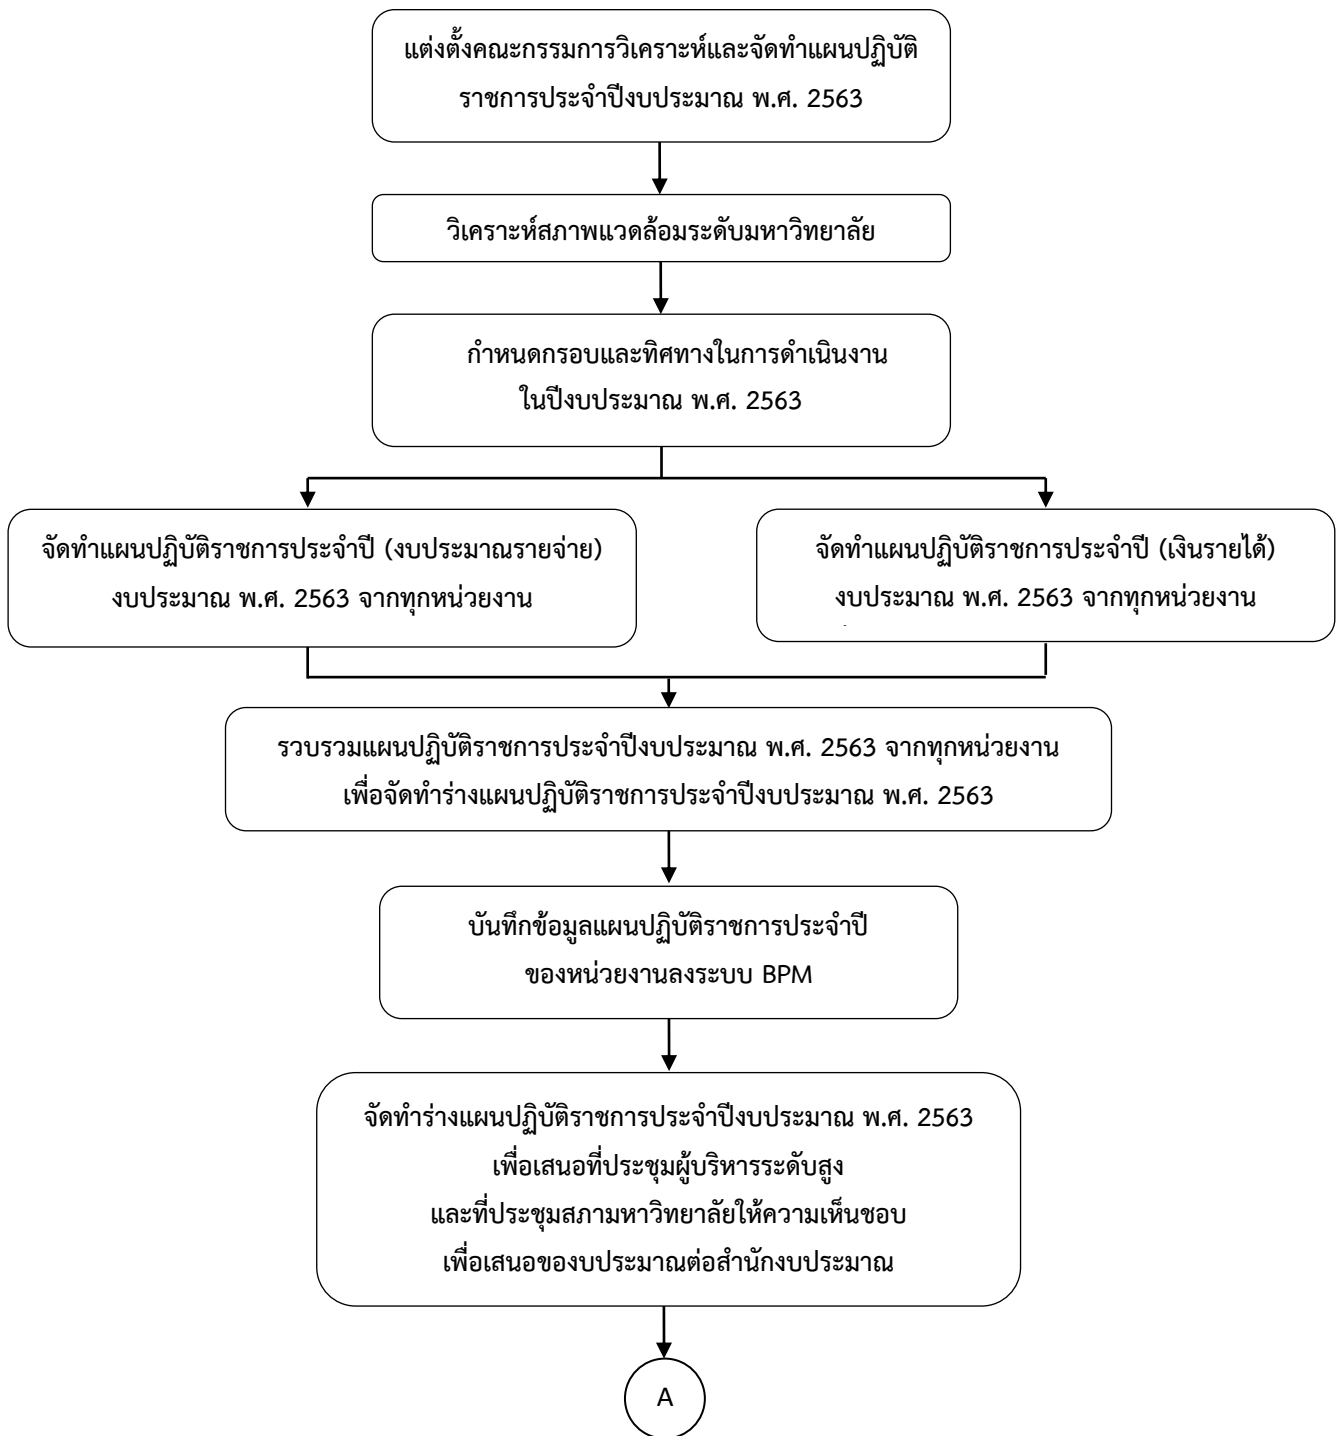 แต่งตั้งคณะกรรมการวิเคราะห์และจัดทำแผนปฏิบัติ
ราชการประจำปีงบประมาณ พ.ศ. 2563
วิเคราะห์สภาพแวดล้อมระดับมหาวิทยาลัย
กำหนดกรอบและทิศทางในการดำเนินงาน
ในปีงบประมาณ พ.ศ. 2563
จัดทำแผนปฏิบัติราชการประจำปี (งบประมาณรายจ่าย)
งบประมาณ พ.ศ. 2563 จากทุกหน่วยงาน
จัดทำแผนปฏิบัติราชการประจำปี (เงินรายได้)
งบประมาณ พ.ศ. 2563 จากทุกหน่วยงาน
รวบรวมแผนปฏิบัติราชการประจำปีงบประมาณ พ.ศ. 2563 จากทุกหน่วยงาน
เพื่อจัดทำร่างแผนปฏิบัติราชการประจำปีงบประมาณ พ.ศ. 2563
บันทึกข้อมูลแผนปฏิบัติราชการประจำปี
ของหน่วยงานลงระบบ BPM
จัดทำร่างแผนปฏิบัติราชการประจำปีงบประมาณ พ.ศ. 2563
เพื่อเสนอที่ประชุมผู้บริหารระดับสูง
และที่ประชุมสภามหาวิทยาลัยให้ความเห็นชอบ
เพื่อเสนอของบประมาณต่อสำนักงบประมาณ
A